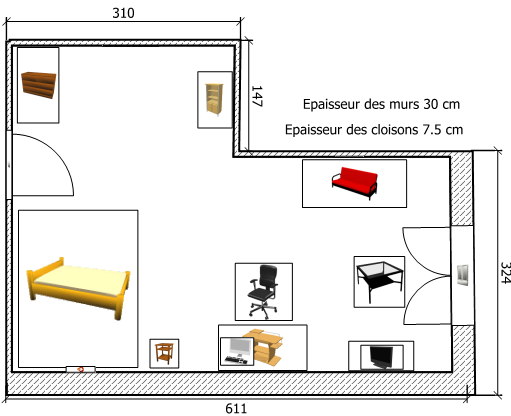 310
147
Epaisseur des murs 30 cm
Epaisseur des cloisons 7.5 cm
324
611